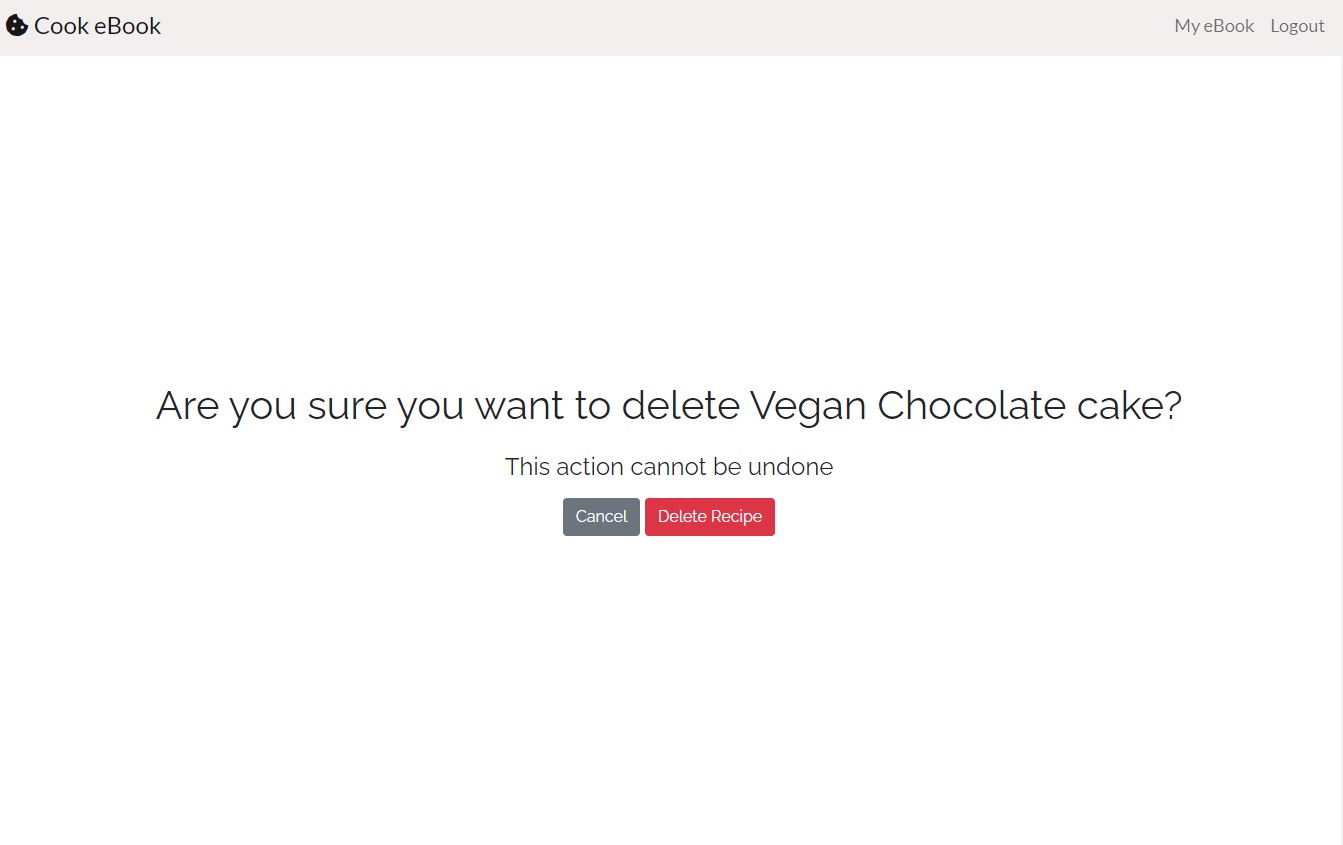 Cook eBook
My eBook
Logout
Are you sure you want to delete Vegan Chocolate cake?
This action cannot be undone
Cancel
Delete Recipe